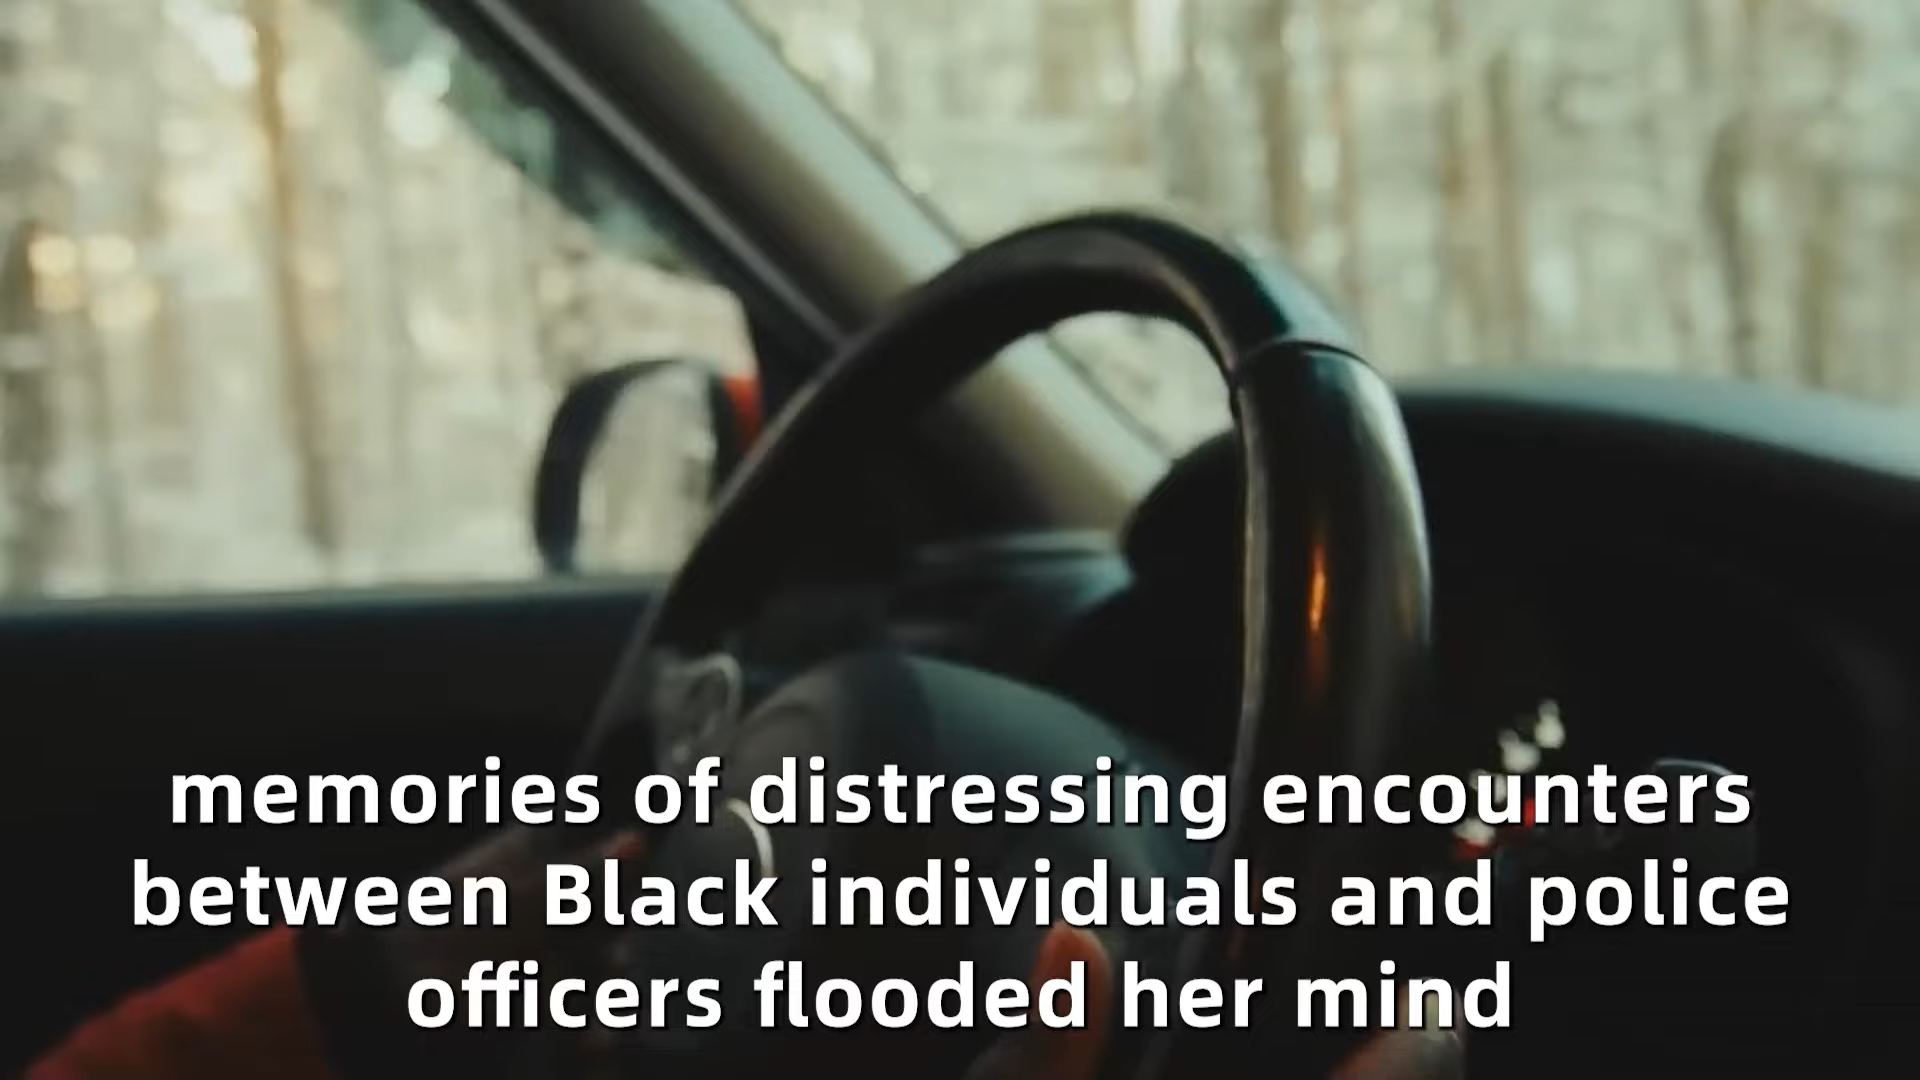 memories of distressing encounters
between Black individuals and police
officers flooded her mind